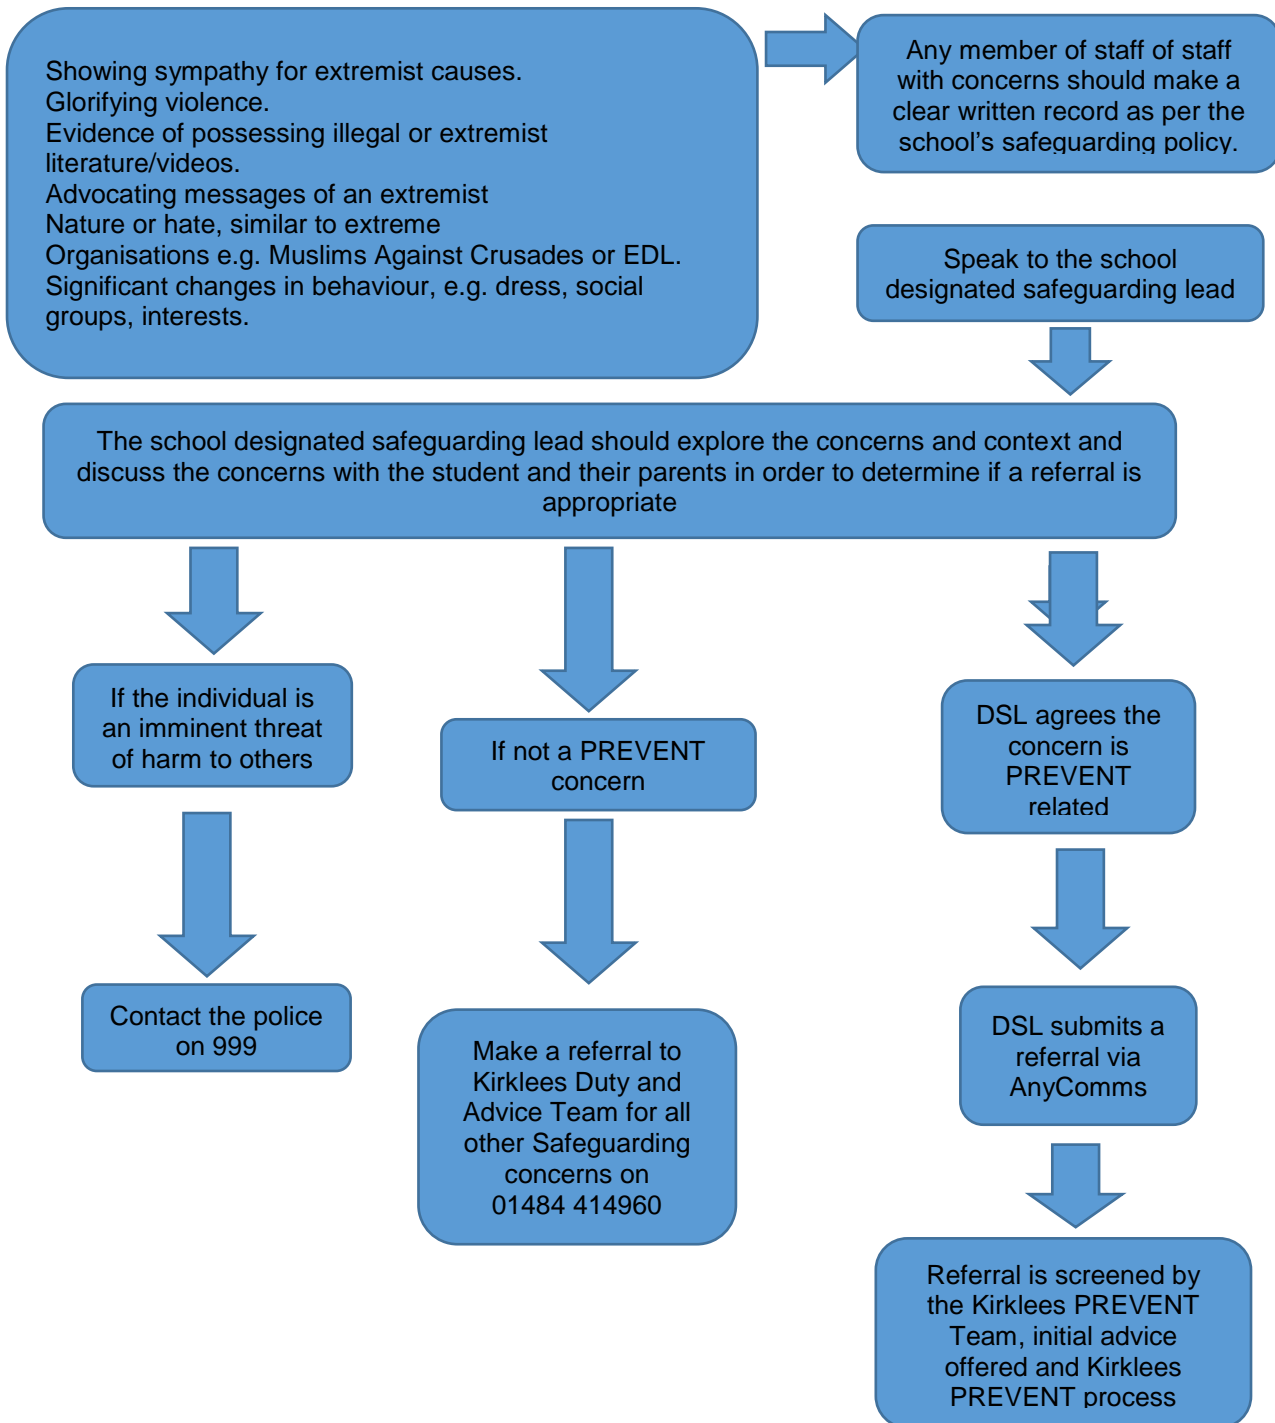 Showing sympathy for extremist causes.
Glorifying violence.
Evidence of possessing illegal or extremist
literature/videos.
Advocating messages of an extremist
Nature or hate, similar to extreme
Organisations e.g. Muslims Against Crusades or EDL.
Significant changes in behaviour, e.g. dress, social
groups, interests.
Any member of staff of staff
with concerns should make a
clear written record as per the
school’s safeguarding policy.
Speak to the school
designated safeguarding lead
The school designated safeguarding lead should explore the concerns and context and
discuss the concerns with the student and their parents in order to determine if a referral is
appropriate
If the individual is
an imminent threat
of harm to others
Contact the police
on 999
If not a PREVENT
concern
Make a referral to
Kirklees Duty and
Advice Team for all
other Safeguarding
concerns on
01484 414960
DSL agrees the
concern is
PREVENT
related
DSL submits a
referral via
AnyComms
Referral is screened by
the Kirklees PREVENT
Team, initial advice
offered and Kirklees
PREVENT process